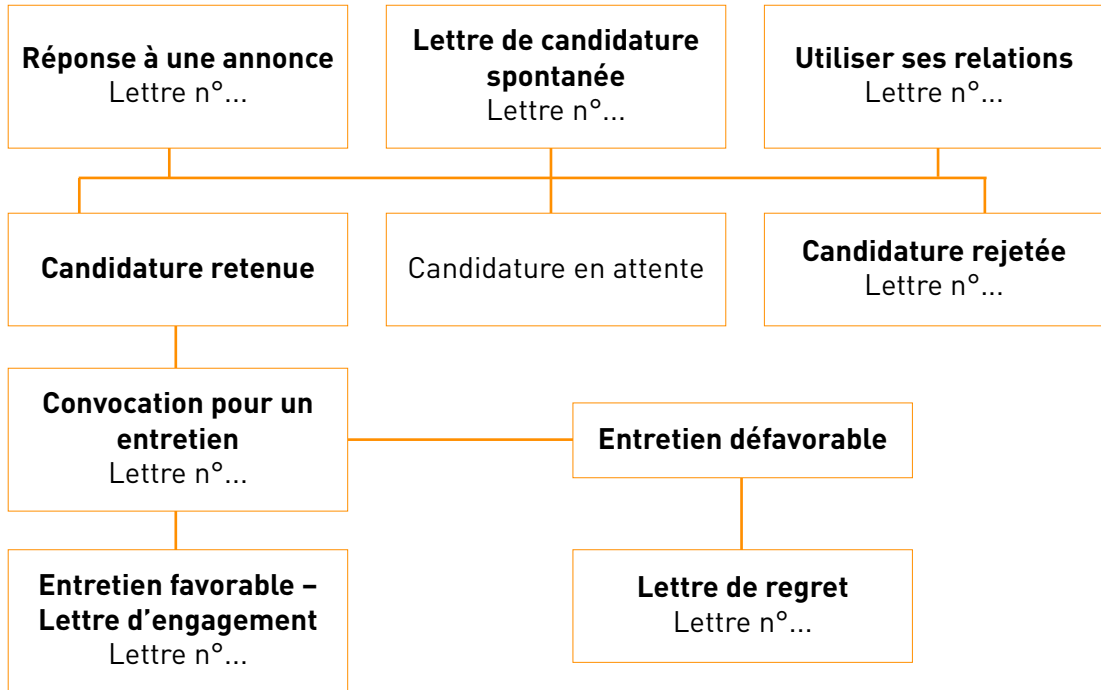 Réponse à une annonce
Lettre n°...
Lettre de candidature
spontanée
Lettre n°...
Utiliser ses relations
Lettre n°...
Candidature retenue
Candidature en attente
Candidature rejetée
Lettre n°...
Convocation pour un
entretien
Lettre n°...
Entretien défavorable
Entretien favorable –
Lettre d’engagement
Lettre n°...
Lettre de regret
Lettre n°...